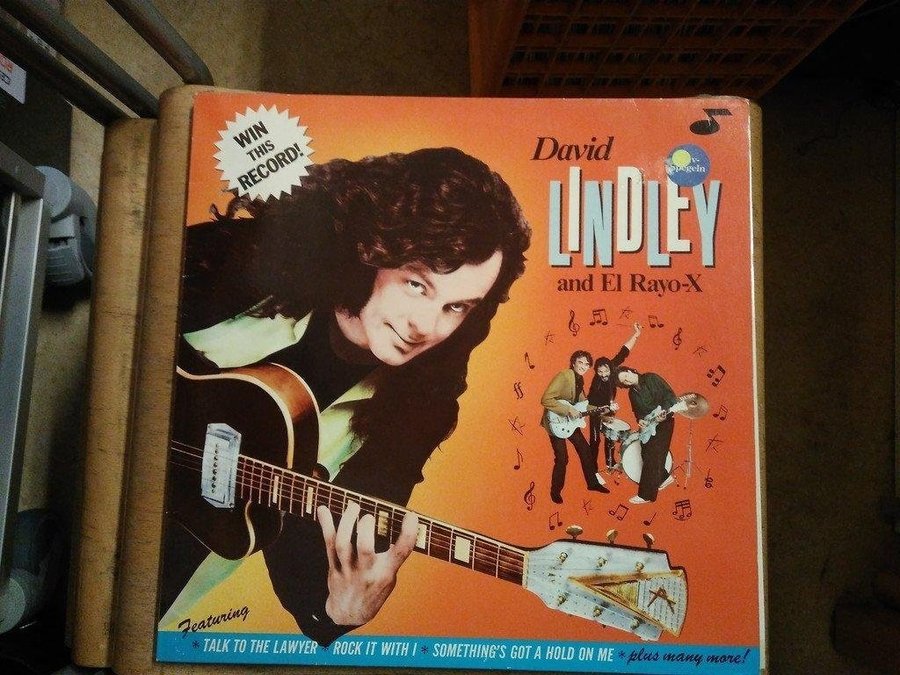 WIN
THIS
RECORD!
David
LINDLEY
and El Rayo-X
Featuring
* TALK TO THE LAWYER * ROCK IT WITH I * SOMETHING'S GOT A HOLD ON ME * plus many more!